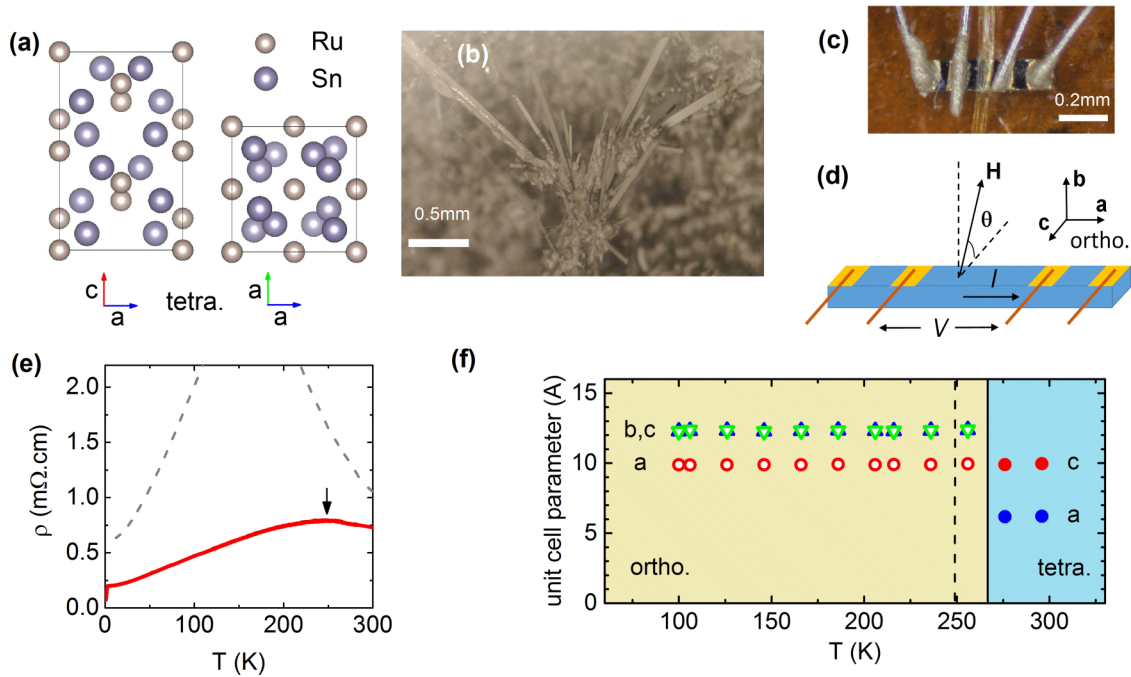 (a)
Ru
Sn
c
a
tetra.
a
a
(b)
0.5mm
(c)
0.2mm
(d)
H
θ
b
a
c
ortho.
I
V
(e)
ρ (mΩ.cm)
2.0
1.5
1.0
0.5
0.0
0
100
200
300
T (K)
(f)
unit cell parameter (A)
15
10
5
0
b,c
a
c
a
ortho.
tetra.
100
150
200
250
300
T (K)